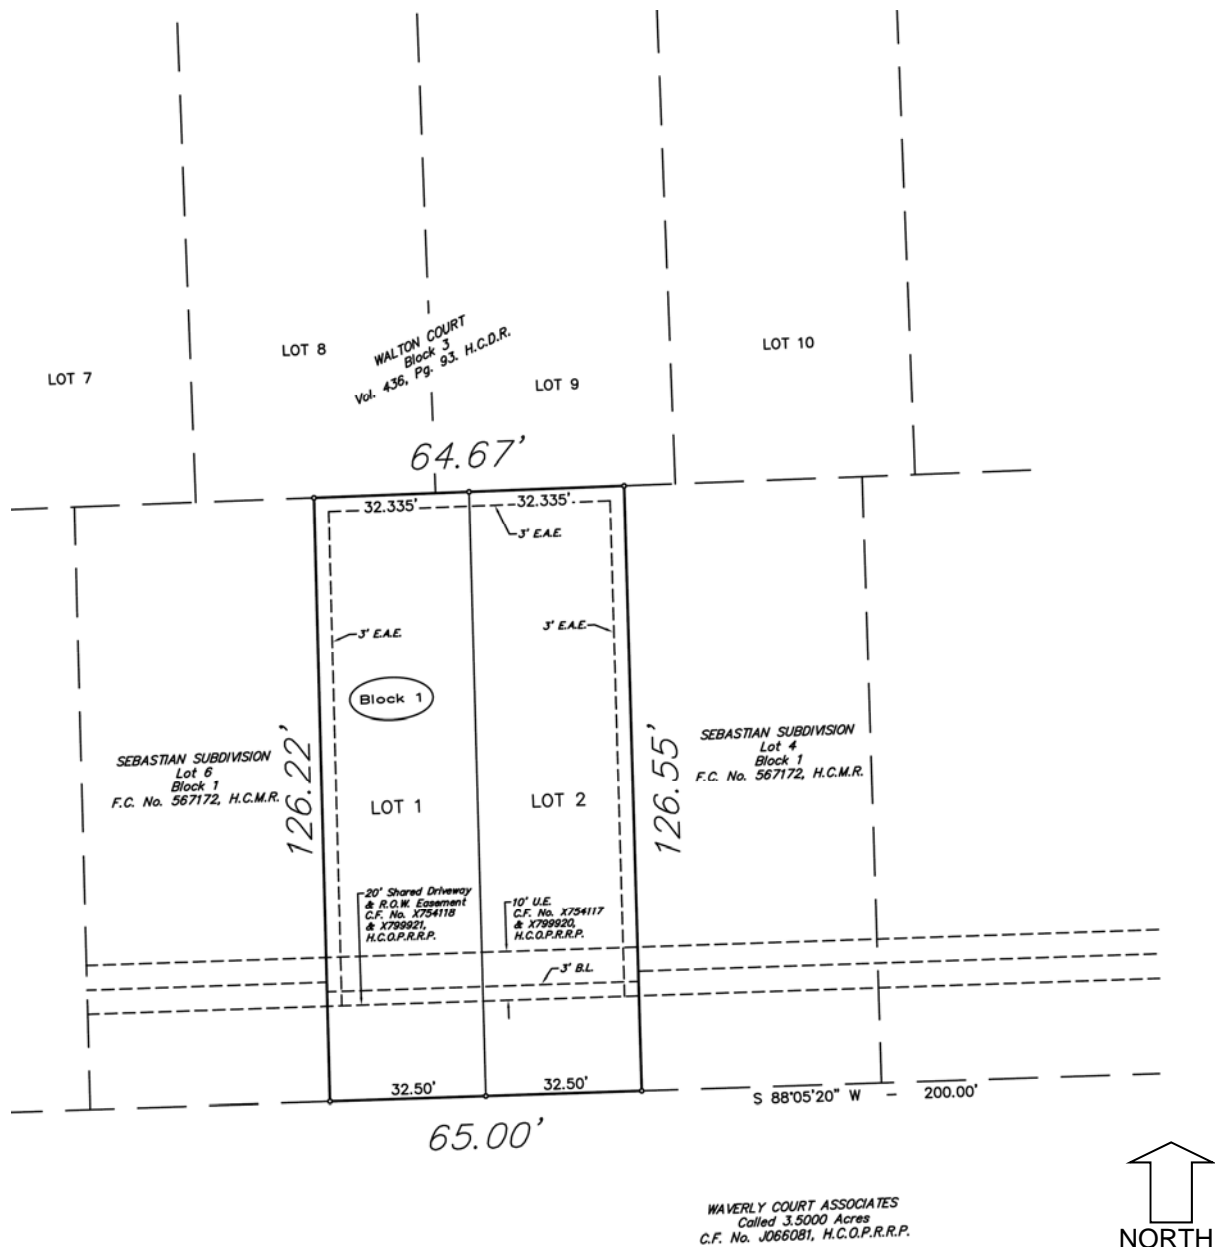 LOT 7
LOT 8
WALTON COURT
Block 3
Vol. 436, Pg. 93. H.C.D.R.
LOT 9
LOT 10
64.67'
32.335'
32.335'
3' E.A.E.
3' E.A.E.
3' E.A.E.
Block 1
SEBASTIAN SUBDIVISION
Lot 6
Block 1
F.C. No. 567172, H.C.M.R.
126.22'
LOT 1
LOT 2
126.55'
SEBASTIAN SUBDIVISION
Lot 4
Block 1
F.C. No. 567172, H.C.M.R.
20' Shared Driveway
& R.O.W. Easement
C.F. No. X754118
& X799921,
H.C.O.P.R.R.P.
10' U.E.
C.F. No. X754117
& X799920,
H.C.O.P.R.R.P.
3' B.L.
32.50'
32.50'
65.00'
S 88°05'20" W - 200.00'
WAVERLY COURT ASSOCIATES
Called 3.5000 Acres
C.F. No. J066081, H.C.O.P.R.R.P.
NORTH